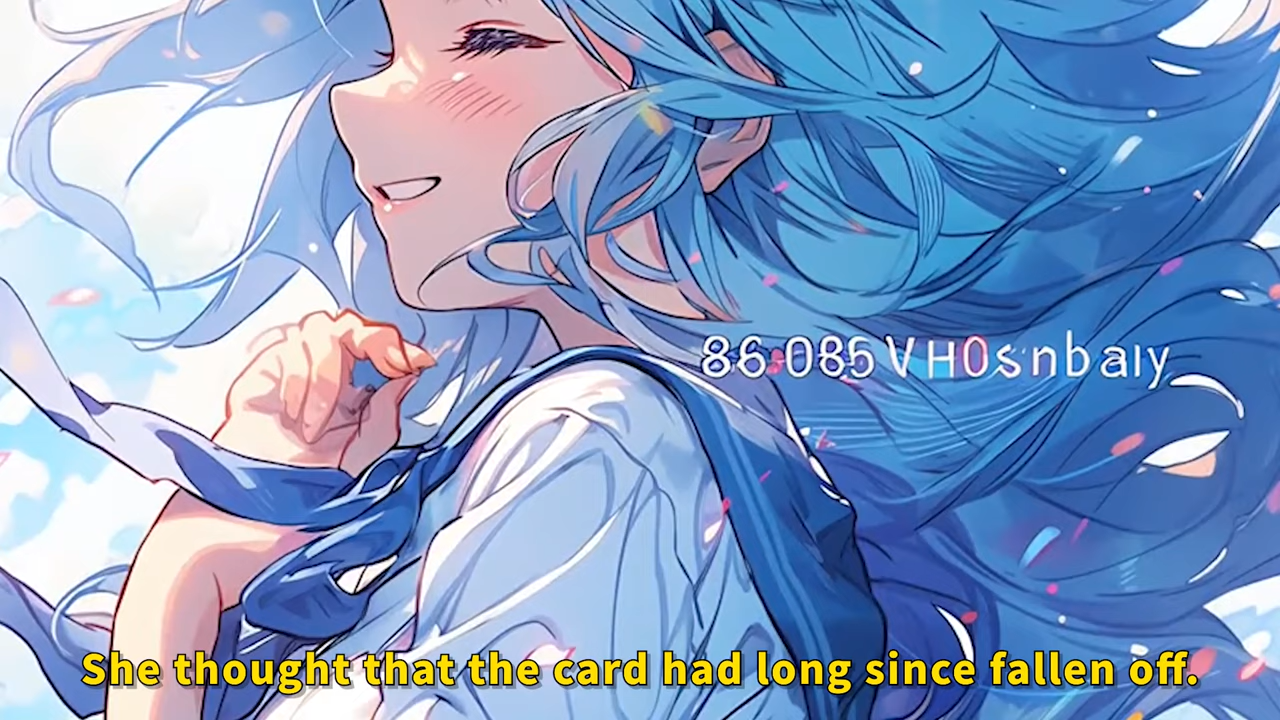 86-085VH0snbaly
She thought that the card had long since fallen off.